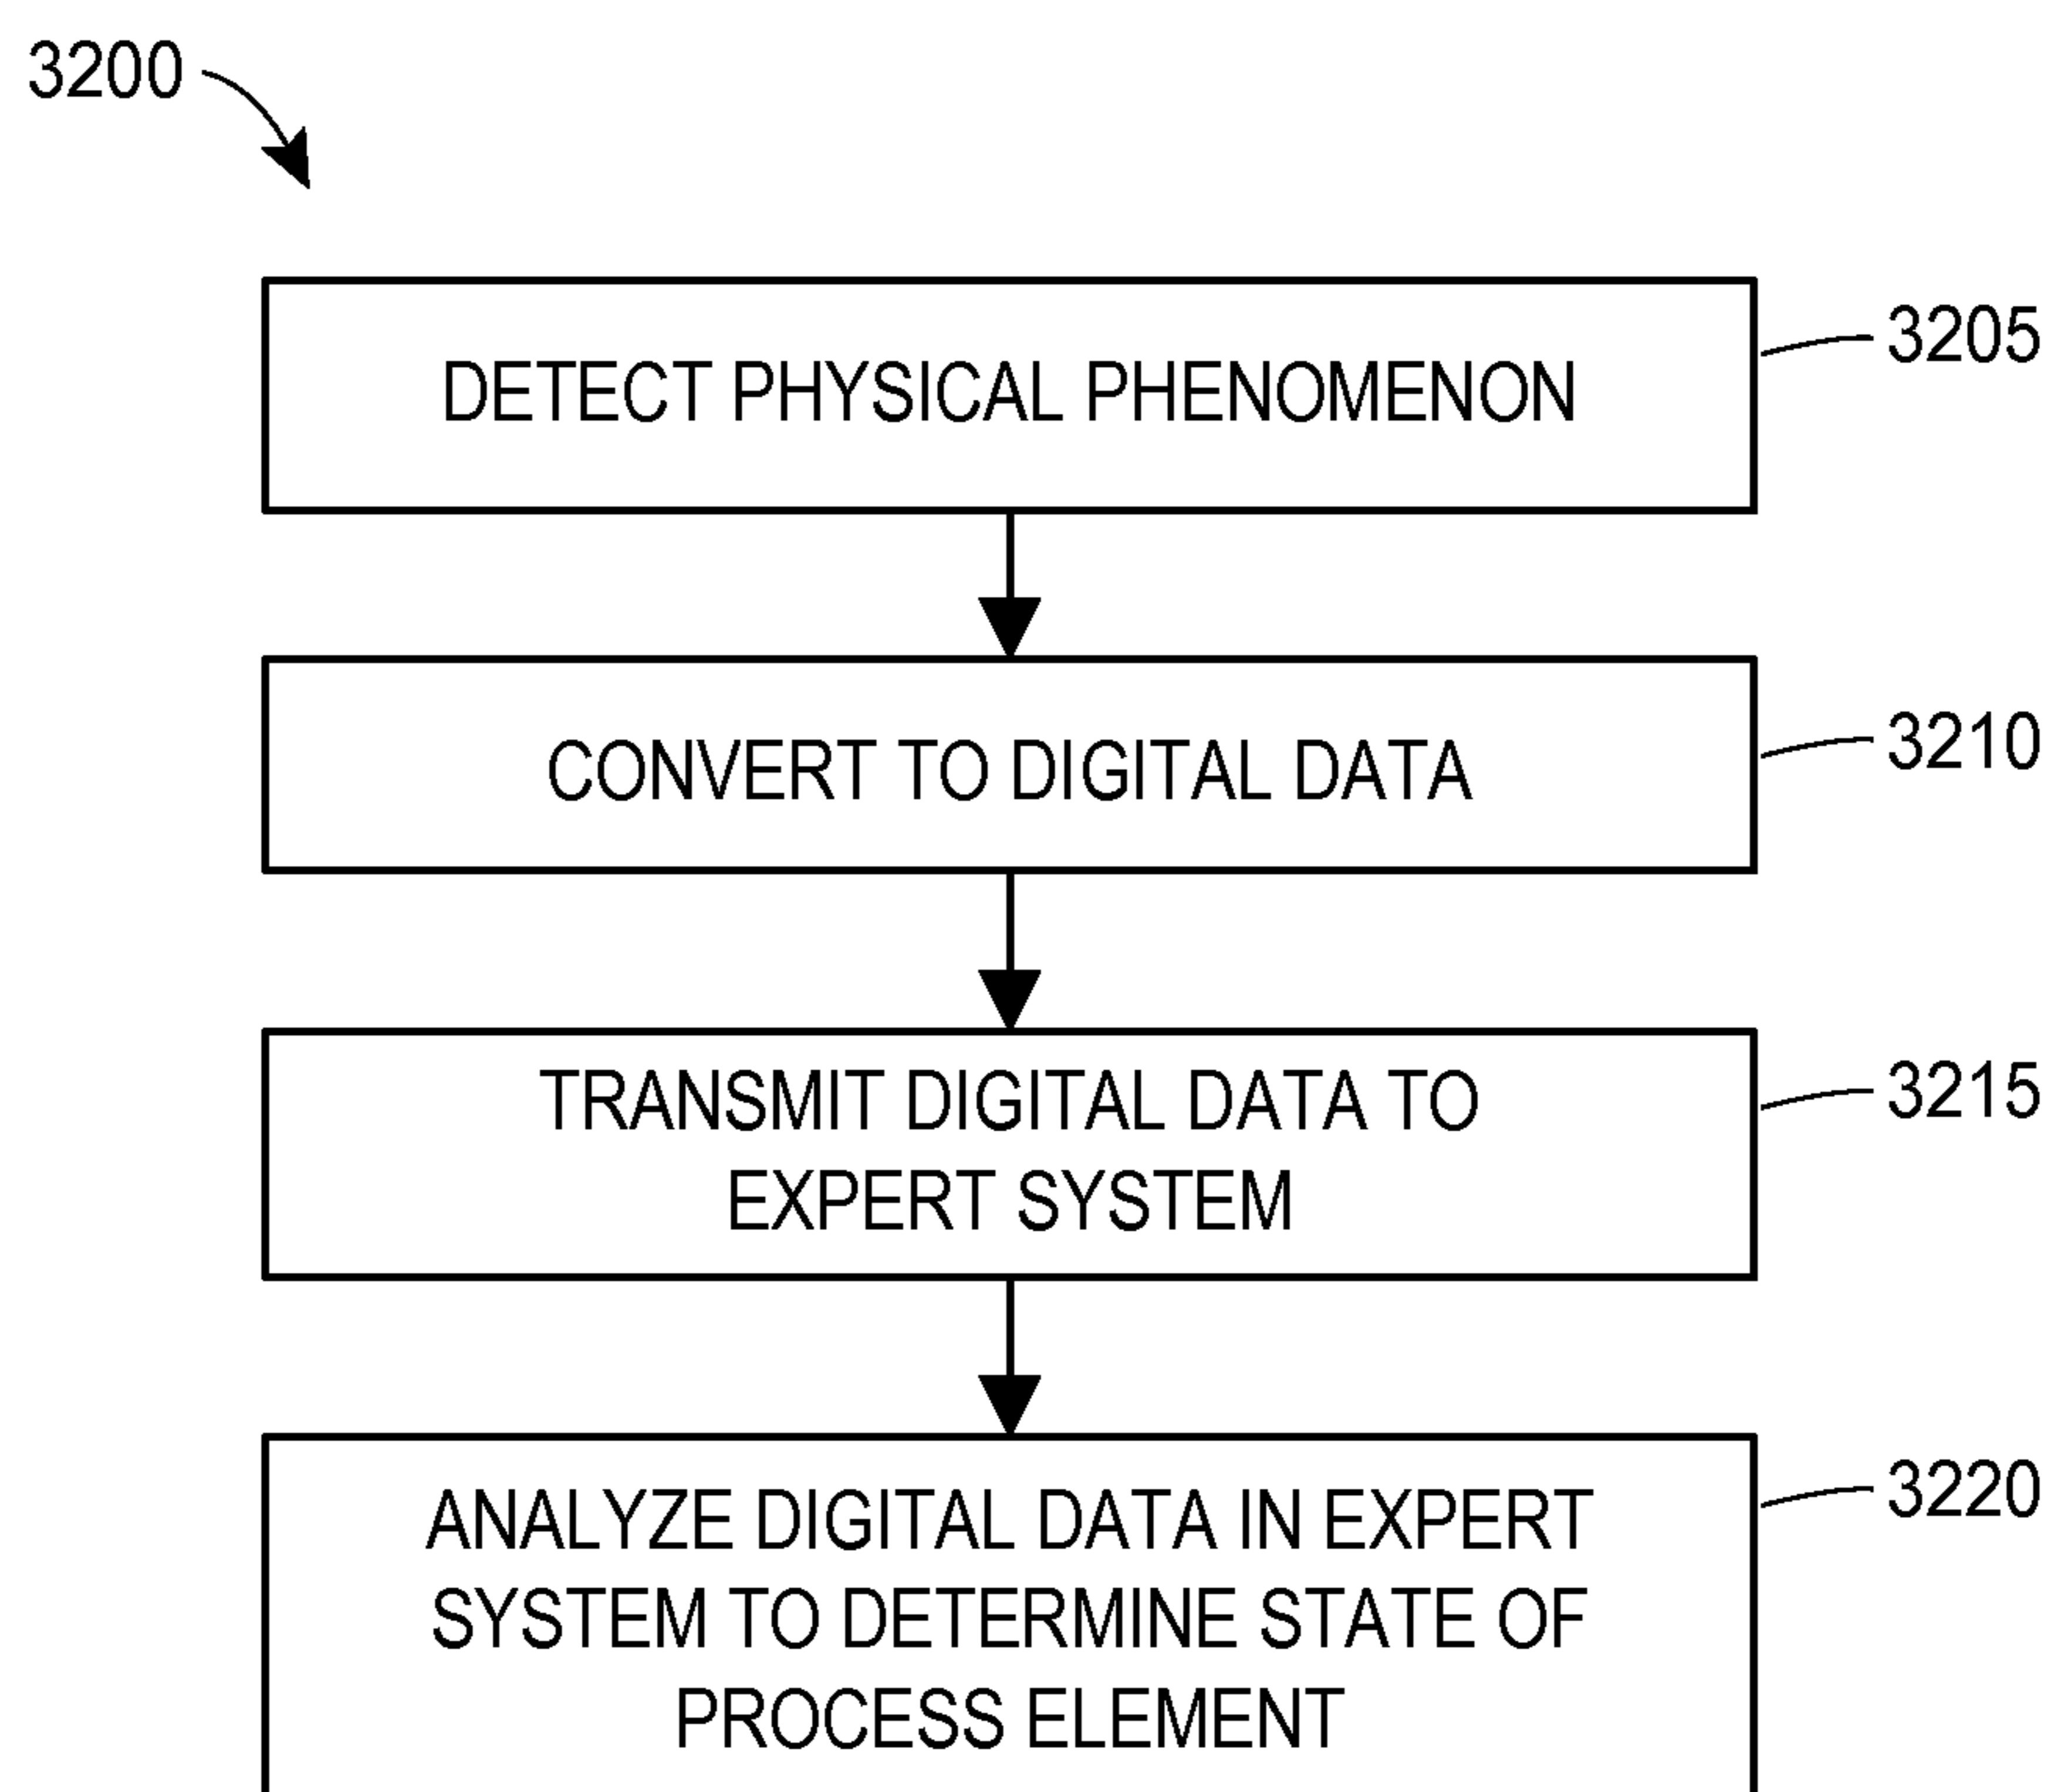 3200
DETECT PHYSICAL PHENOMENON
3205
CONVERT TO DIGITAL DATA
3210
TRANSMIT DIGITAL DATA TO
EXPERT SYSTEM
3215
ANALYZE DIGITAL DATA IN EXPERT
SYSTEM TO DETERMINE STATE OF
PROCESS ELEMENT
3220